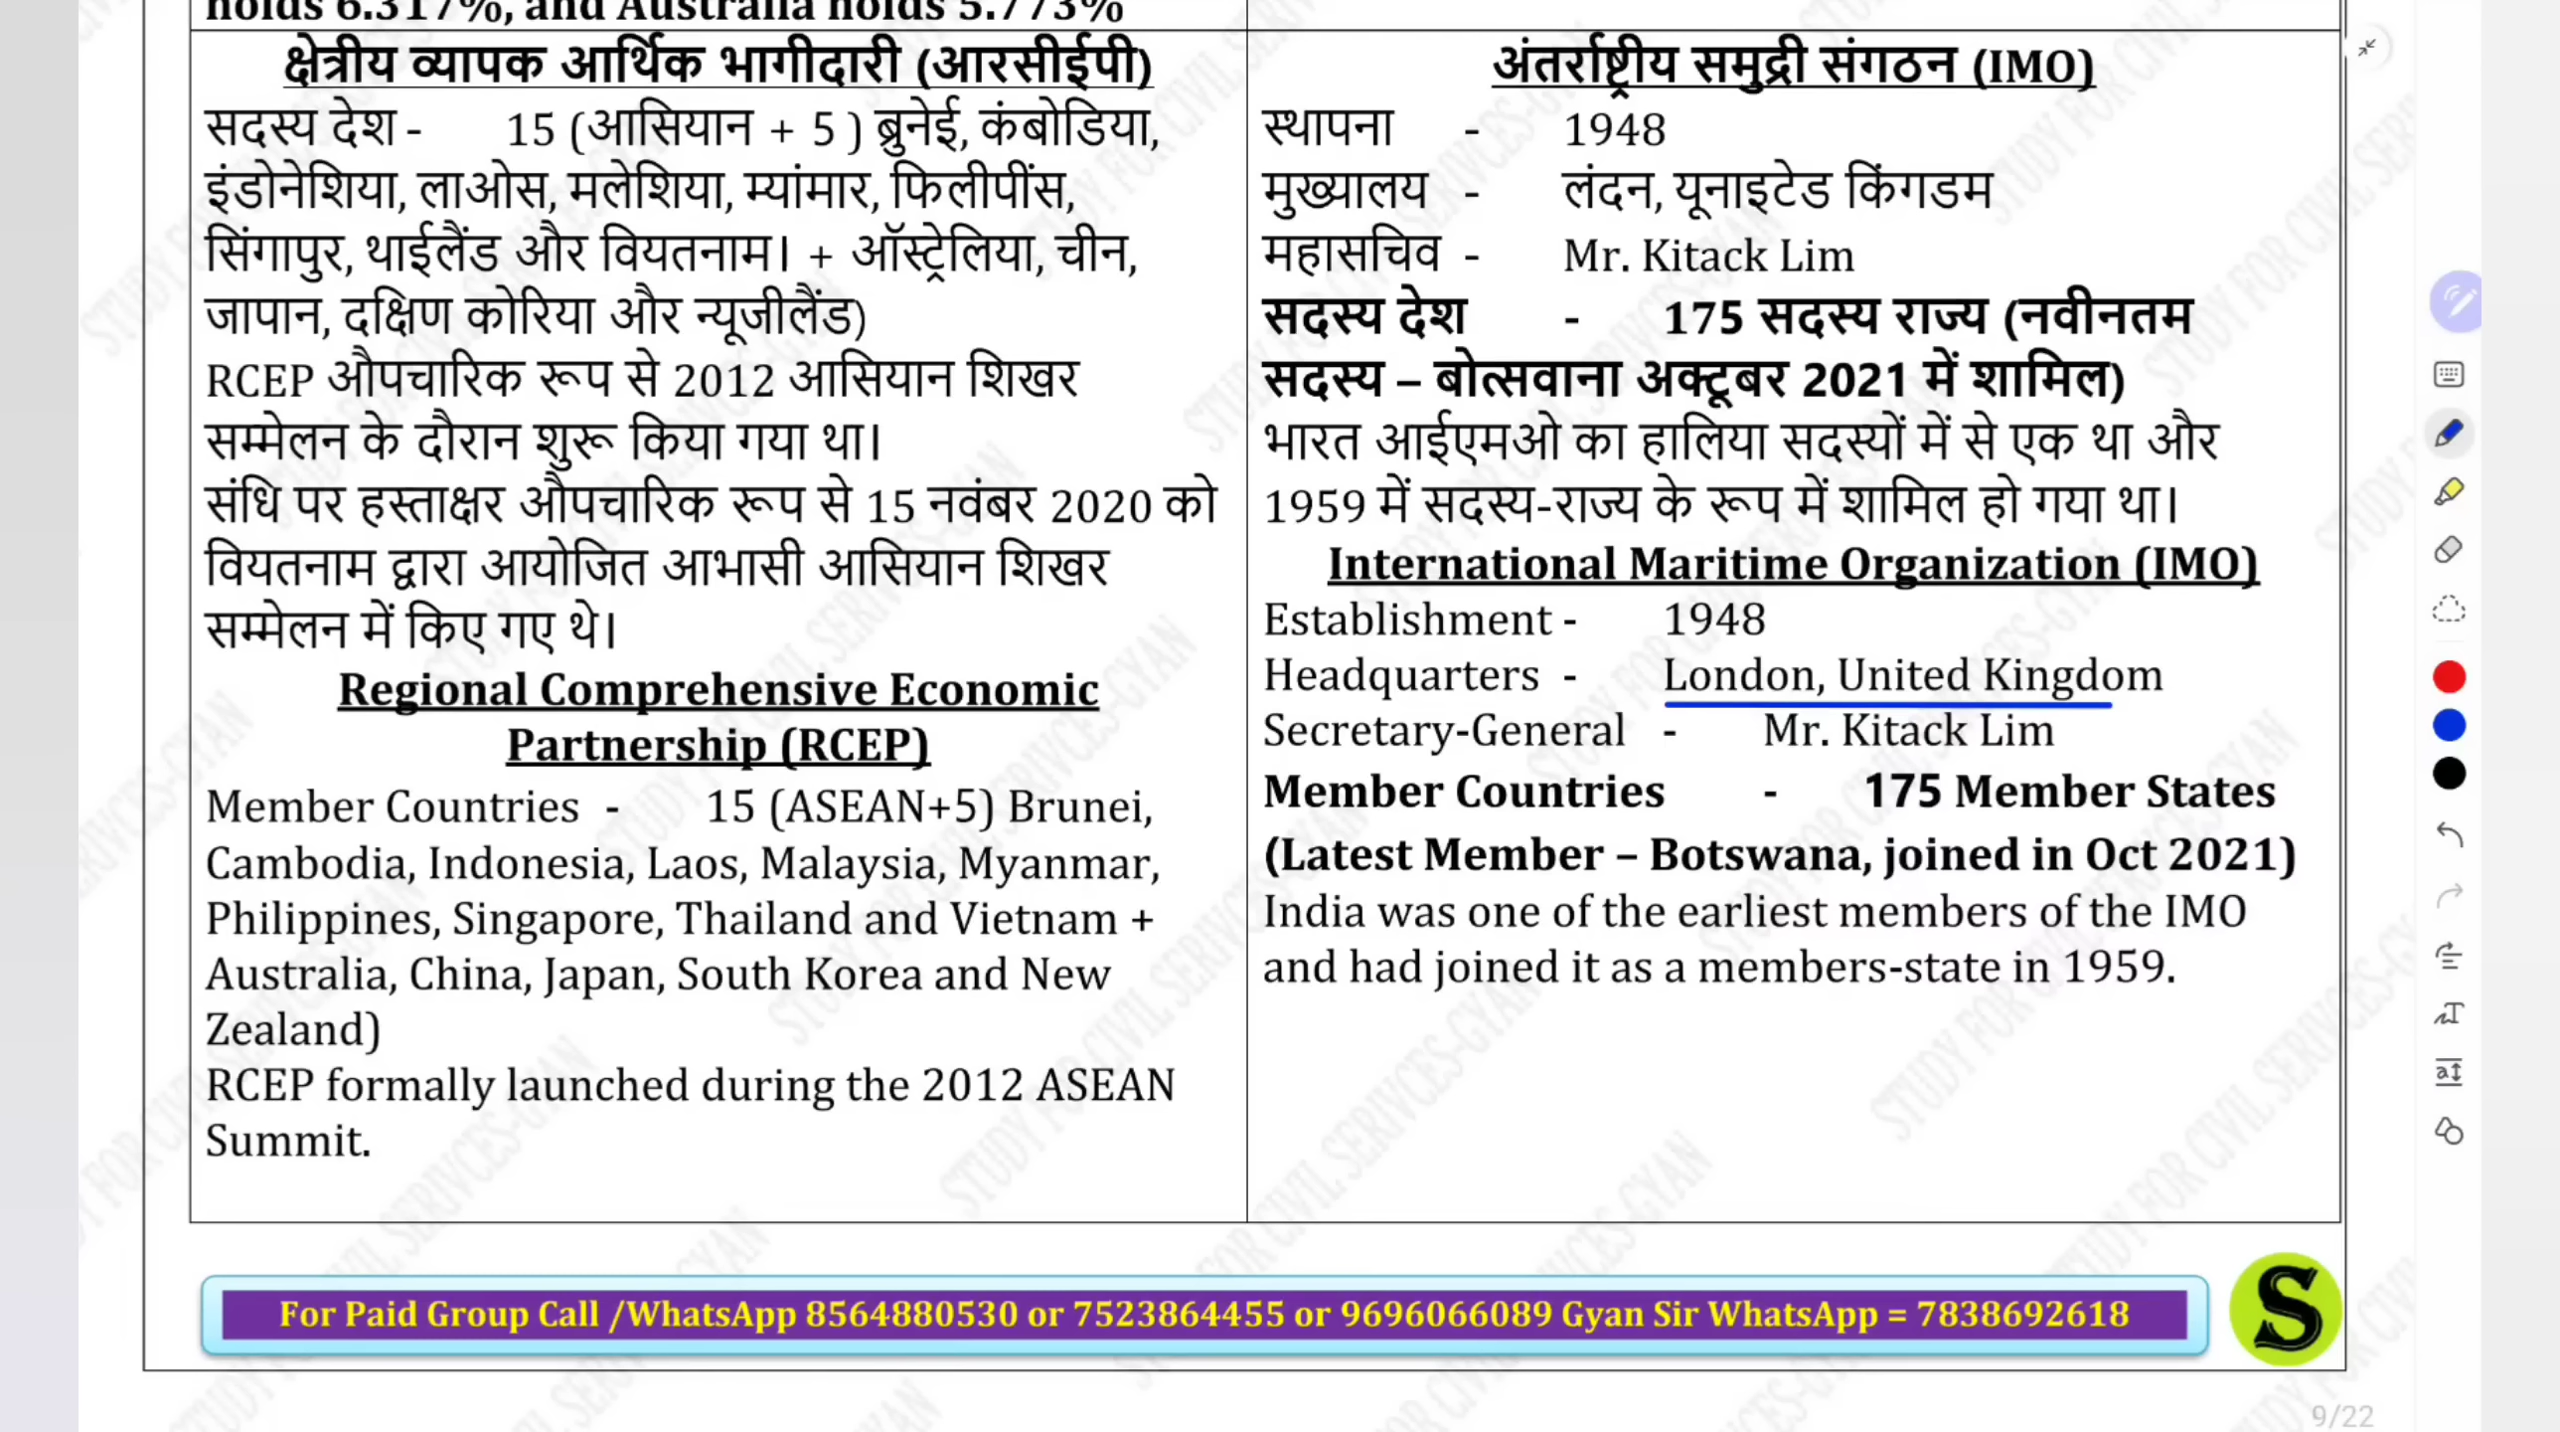 holds 6.317%, and Australia holds 5.773%
क्षेत्रीय व्यापक आर्थिक भागीदारी (आरसीईपी)
सदस्य देश - 15 (आसियान + 5 ) ब्रुनेई, कंबोडिया,
इंडोनेशिया, लाओस, मलेशिया, म्यांमार, फिलीपींस,
सिंगापुर, थाईलैंड और वियतनाम। + ऑस्ट्रेलिया, चीन,
जापान, दक्षिण कोरिया और न्यूजीलैंड)
RCEP औपचारिक रूप से 2012 आसियान शिखर
सम्मेलन के दौरान शुरू किया गया था।
संधि पर हस्ताक्षर औपचारिक रूप से 15 नवंबर 2020 को
वियतनाम द्वारा आयोजित आभासी आसियान शिखर
सम्मेलन में किए गए थे।
Regional Comprehensive Economic
Partnership (RCEP)
Member Countries - 15 (ASEAN+5) Brunei,
Cambodia, Indonesia, Laos, Malaysia, Myanmar,
Philippines, Singapore, Thailand and Vietnam +
Australia, China, Japan, South Korea and New
Zealand)
RCEP formally launched during the 2012 ASEAN
Summit.
अंतर्राष्ट्रीय समुद्री संगठन (IMO)
स्थापना - 1948
मुख्यालय - लंदन, यूनाइटेड किंगडम
महासचिव - Mr. Kitack Lim
सदस्य देश - 175 सदस्य राज्य (नवीनतम
सदस्य – बोत्सवाना अक्टूबर 2021 में शामिल)
भारत आईएमओ का हालिया सदस्यों में से एक था और
1959 में सदस्य-राज्य के रूप में शामिल हो गया था।
International Maritime Organization (IMO)
Establishment - 1948
Headquarters - London, United Kingdom
Secretary-General - Mr. Kitack Lim
Member Countries - 175 Member States
(Latest Member – Botswana, joined in Oct 2021)
India was one of the earliest members of the IMO
and had joined it as a members-state in 1959.
For Paid Group Call /WhatsApp 8564880530 or 7523864455 or 9696066089 Gyan Sir WhatsApp = 7838692618
S
9/22
STUDY FOR CIVIL SERIVCES-GYAN